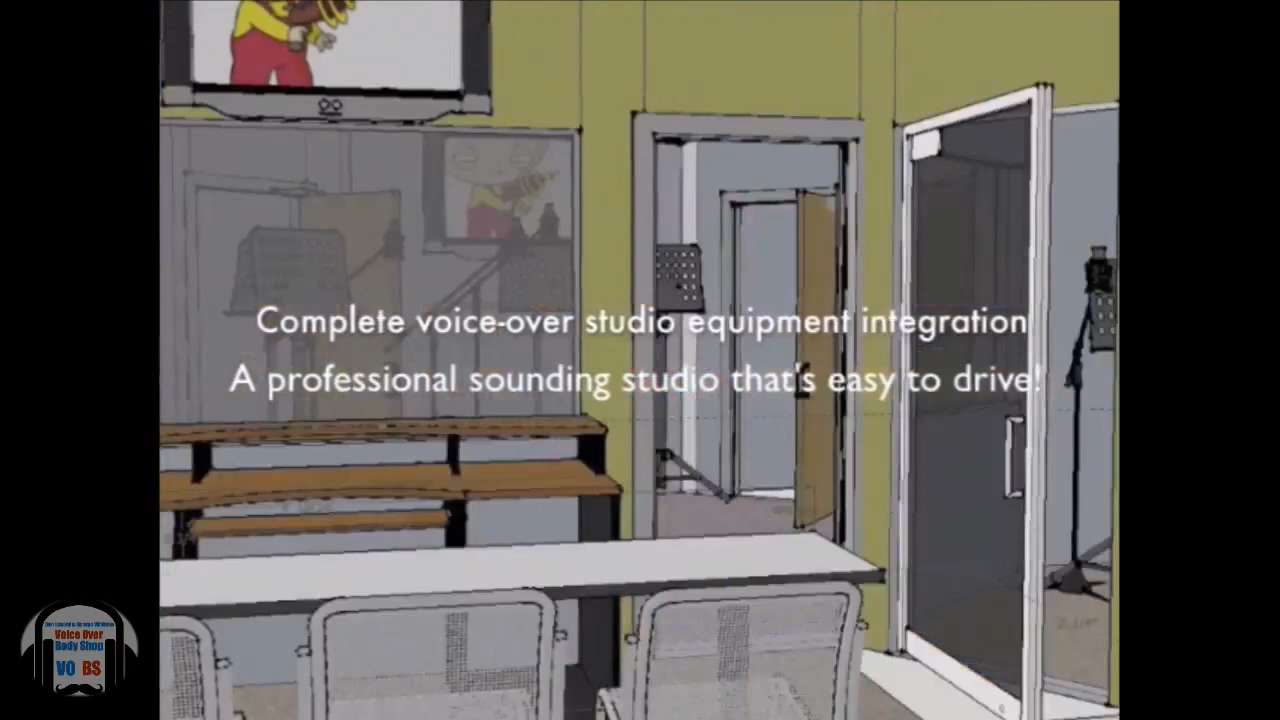 Complete voice-over studio equipment integration
A professional sounding studio that's easy to drive!
Voice Over
Body Shop
VO BS